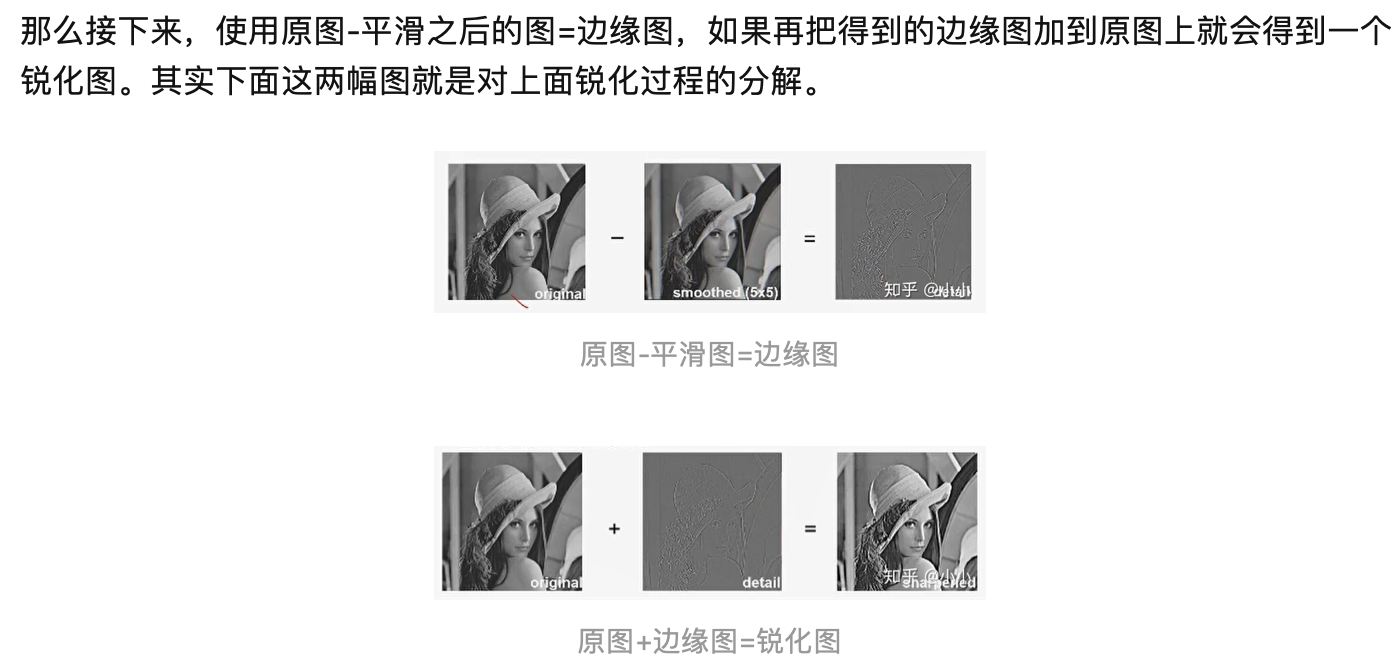 那么接下来，使用原图-平滑之后的图=边缘图，如果再把得到的边缘图加到原图上就会得到一个
锐化图。其实下面这两幅图就是对上面锐化过程的分解。
original - smoothed (5x5) = detail
知乎 @小小
原图-平滑图=边缘图
original + detail = sharpened
知乎 @小小
原图+边缘图=锐化图